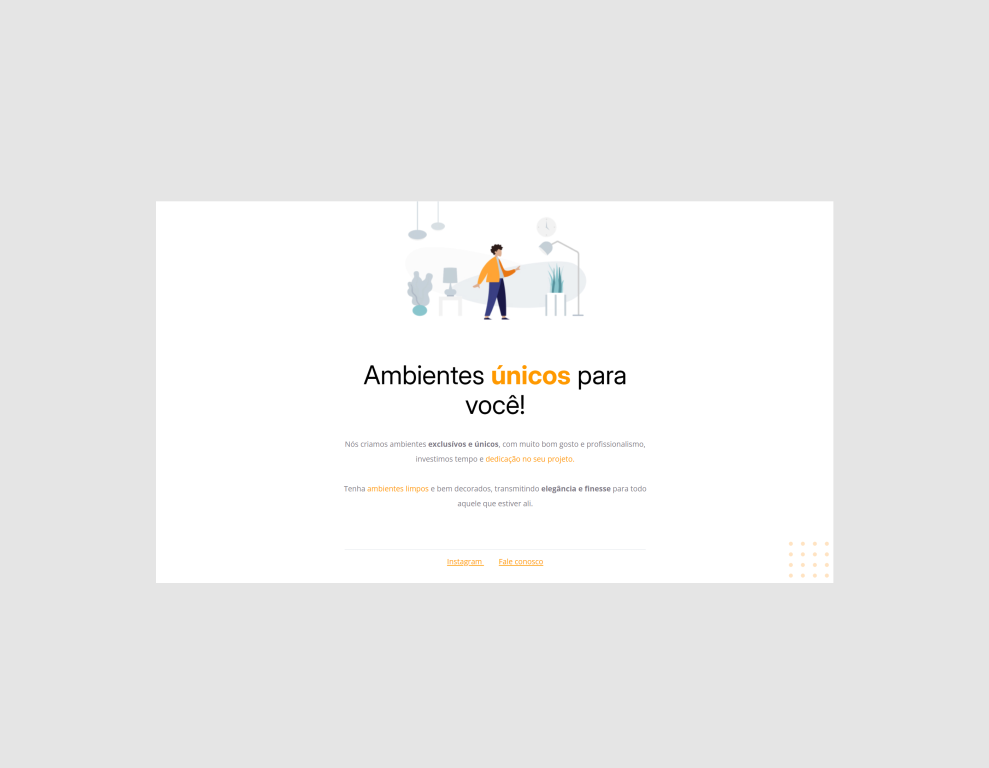 Ambientes únicos para
você!
Nós criamos ambientes exclusívos e únicos, com muito bom gosto e profissionalismo,
investimos tempo e dedicação no seu projeto.
Tenha ambientes limpos e bem decorados, transmitindo elegância e finesse para todo
aquele que estiver ali.
Instagram Fale conosco